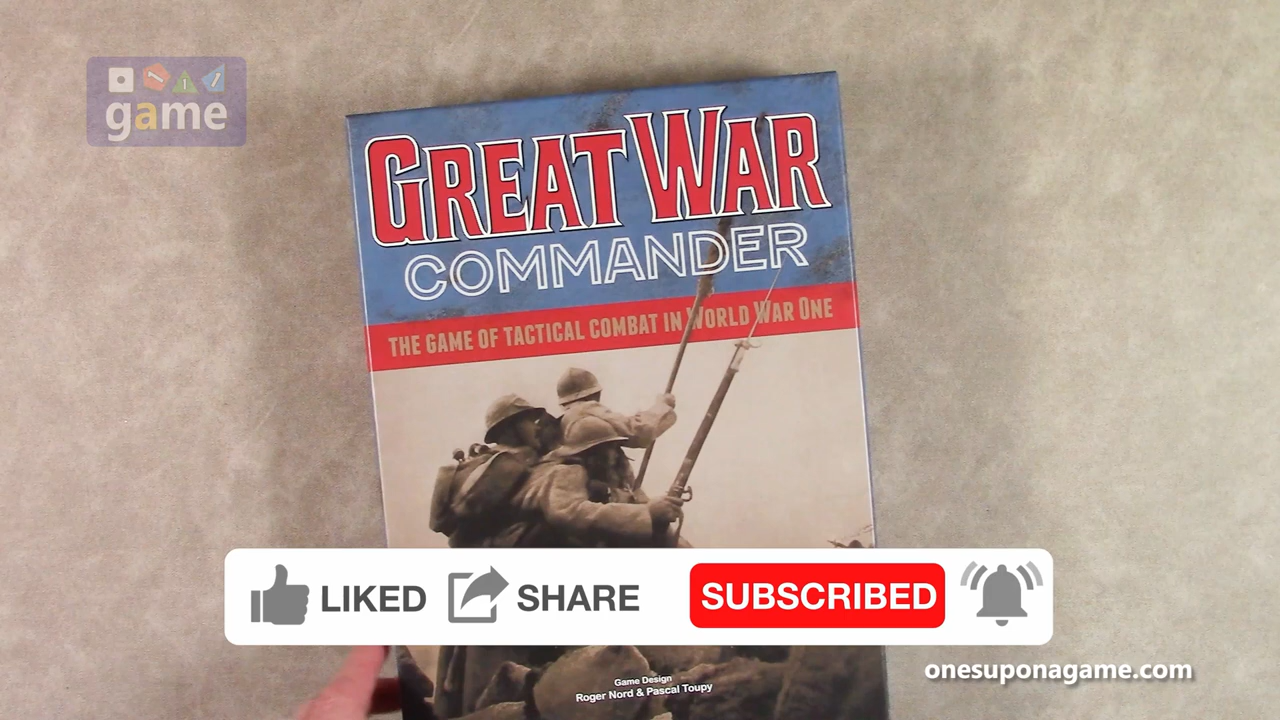 game
GREAT WAR
COMMANDER
THE GAME OF TACTICAL COMBAT IN WORLD WAR ONE
LIKED
SHARE
SUBSCRIBED
onesuponagame.com
Game Design
Roger Nord & Pascal Toupy